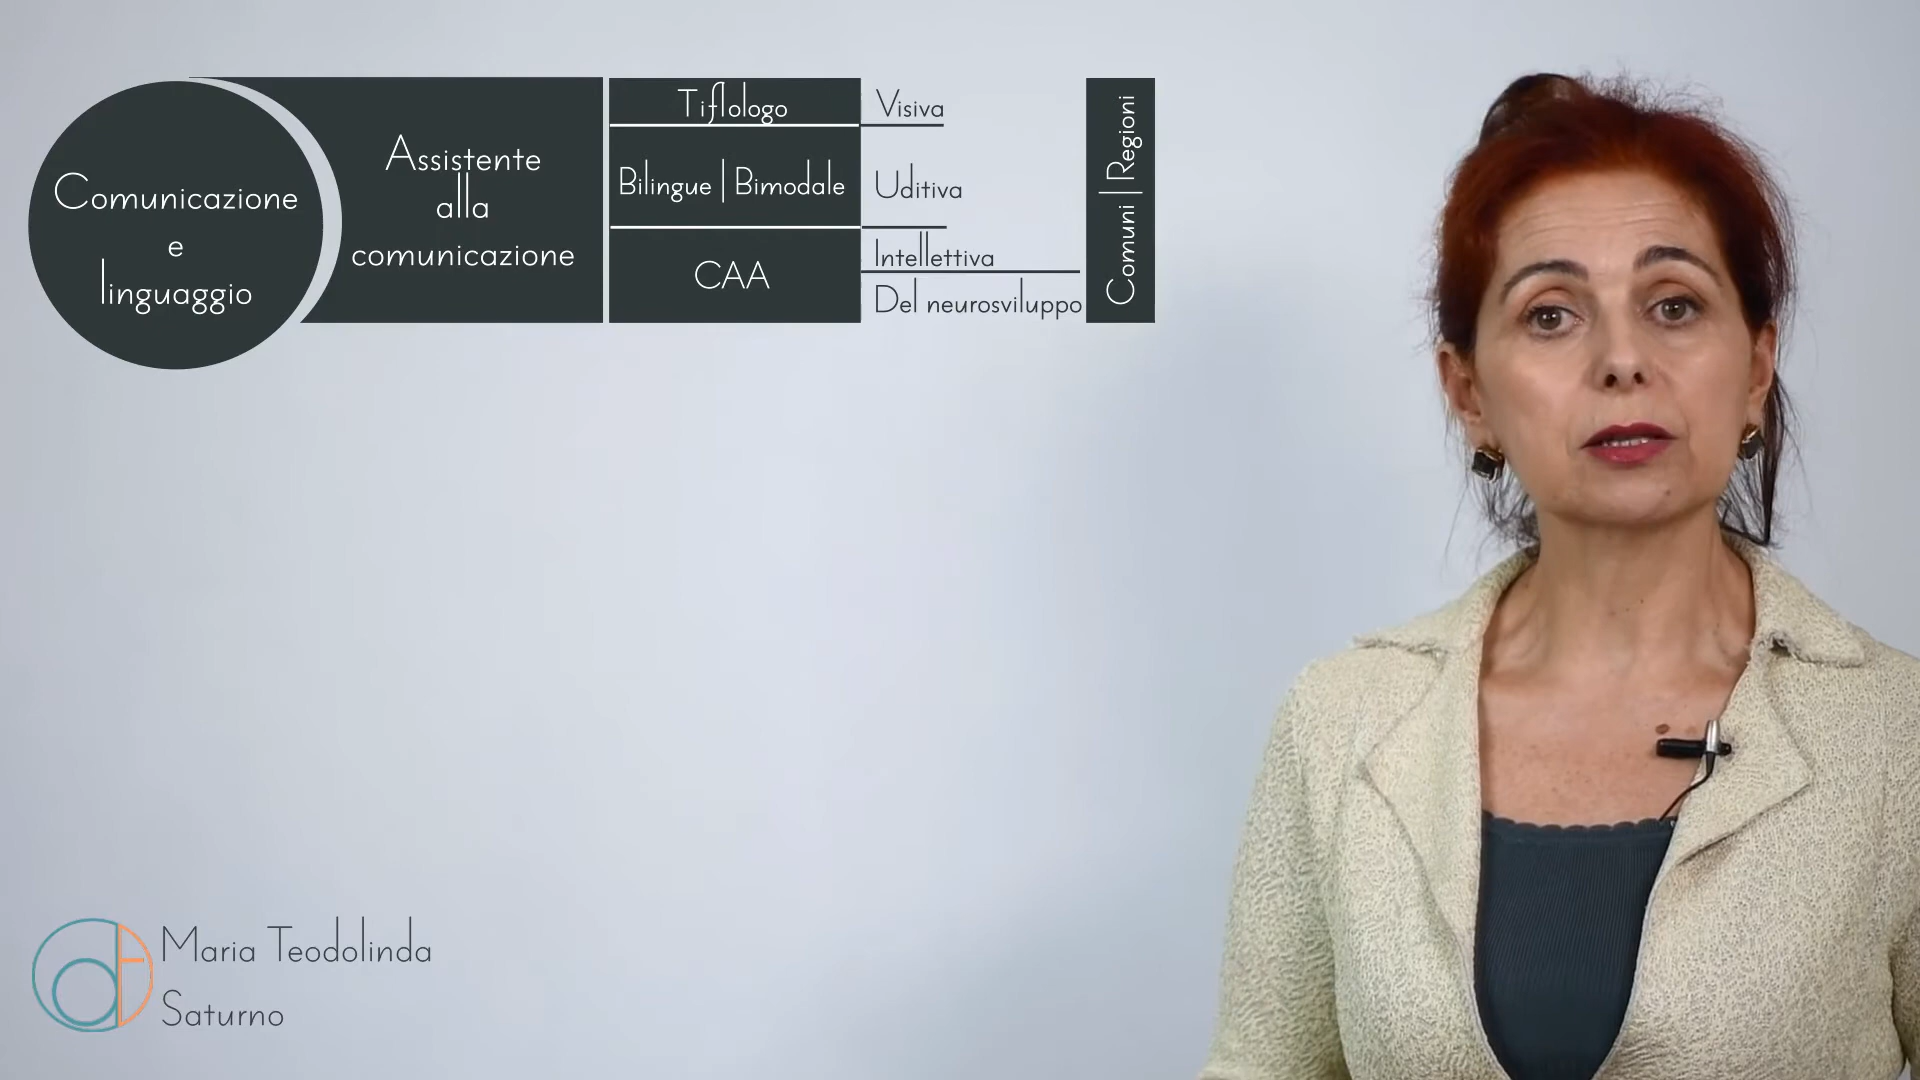 Comunicazione
e
linguaggio
Assistente
alla
comunicazione
Tiflologo
Bilingue | Bimodale
CAA
Visiva
Uditiva
Intellettiva
Del neurosviluppo
Comuni | Regioni
Maria Teodolinda
Saturno